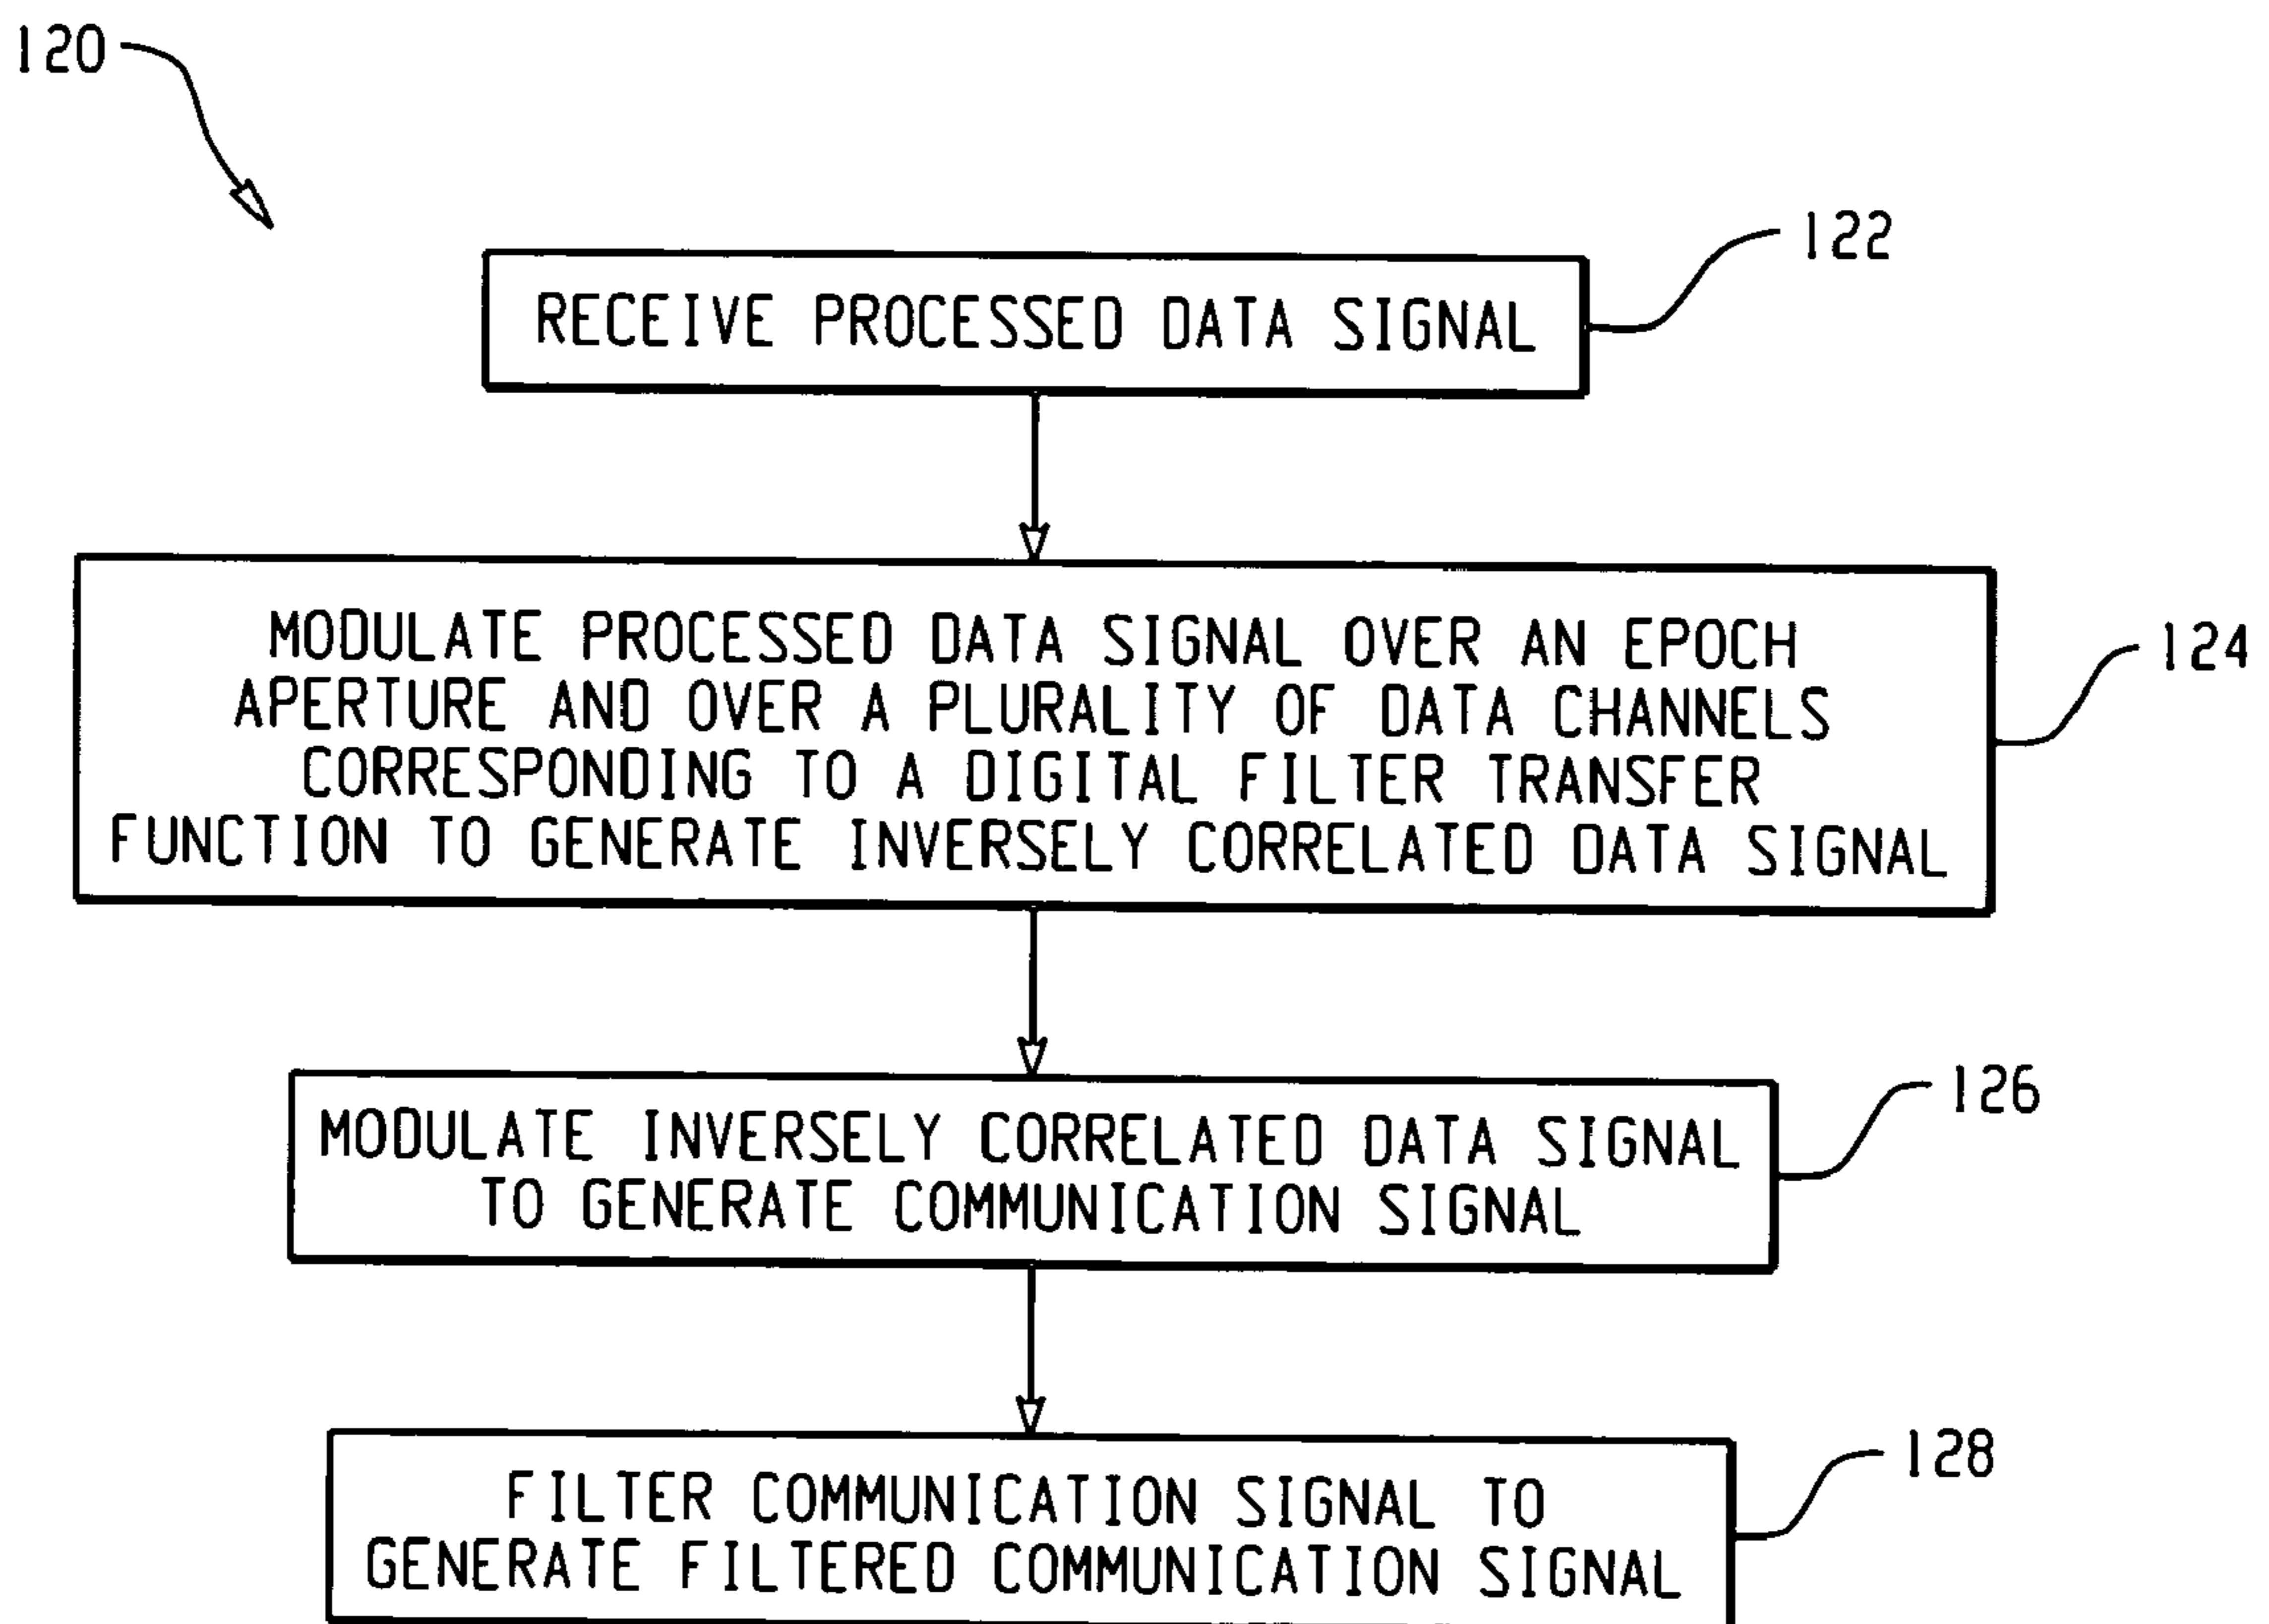 120
122
RECEIVE PROCESSED DATA SIGNAL
MODULATE PROCESSED DATA SIGNAL OVER AN EPOCH
APERTURE AND OVER A PLURALITY OF DATA CHANNELS
CORRESPONDING TO A DIGITAL FILTER TRANSFER
FUNCTION TO GENERATE INVERSELY CORRELATED DATA SIGNAL
124
MODULATE INVERSELY CORRELATED DATA SIGNAL
TO GENERATE COMMUNICATION SIGNAL
126
FILTER COMMUNICATION SIGNAL TO
GENERATE FILTERED COMMUNICATION SIGNAL
128